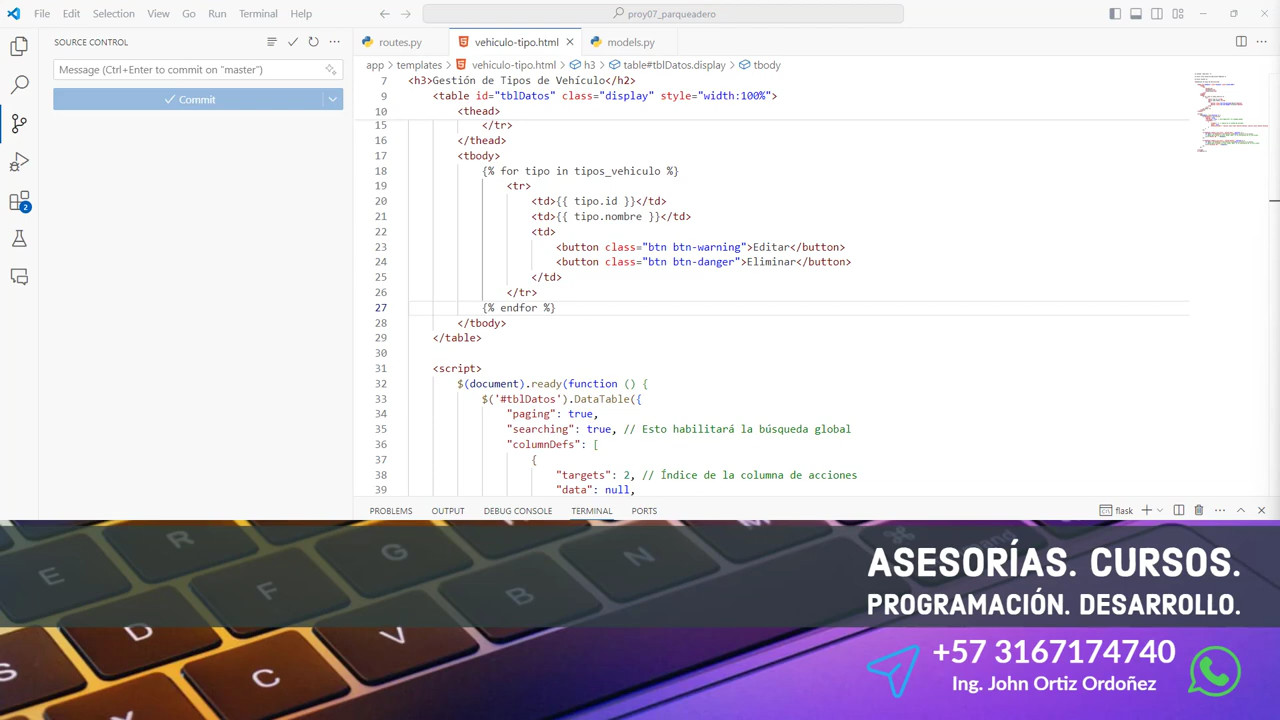 File Edit Selection View Go Run Terminal Help
proy07_parqueadero
SOURCE CONTROL
Message (Ctrl+Enter to commit on "master")
Commit
2
routes.py
vehiculo-tipo.html
models.py
app > templates > vehiculo-tipo.html > h3 > table#tblDatos.display > tbody
7 <h3>Gestión de Tipos de Vehículo</h2>
9 <table id="tblDatos" class="display" style="width:100%">
10 <thead>
15 </tr>
16 </thead>
17 <tbody>
18 {% for tipo in tipos_vehiculo %}
19 <tr>
20 <td>{{ tipo.id }}</td>
21 <td>{{ tipo.nombre }}</td>
22 <td>
23 <button class="btn btn-warning">Editar</button>
24 <button class="btn btn-danger">Eliminar</button>
25 </td>
26 </tr>
27 {% endfor %}
28 </tbody>
29 </table>
30
31 <script>
32 $(document).ready(function () {
33 $('#tblDatos').DataTable({
34 "paging": true,
35 "searching": true, // Esto habilitará la búsqueda global
36 "columnDefs": [
37 {
38 "targets": 2, // Índice de la columna de acciones
39 "data": null,
PROBLEMS OUTPUT DEBUG CONSOLE TERMINAL PORTS
flask
ASESORÍAS. CURSOS.
PROGRAMACIÓN. DESARROLLO.
+57 3167174740
Ing. John Ortiz Ordoñez
E
R
G
N
M
F
B
D
V
C
S